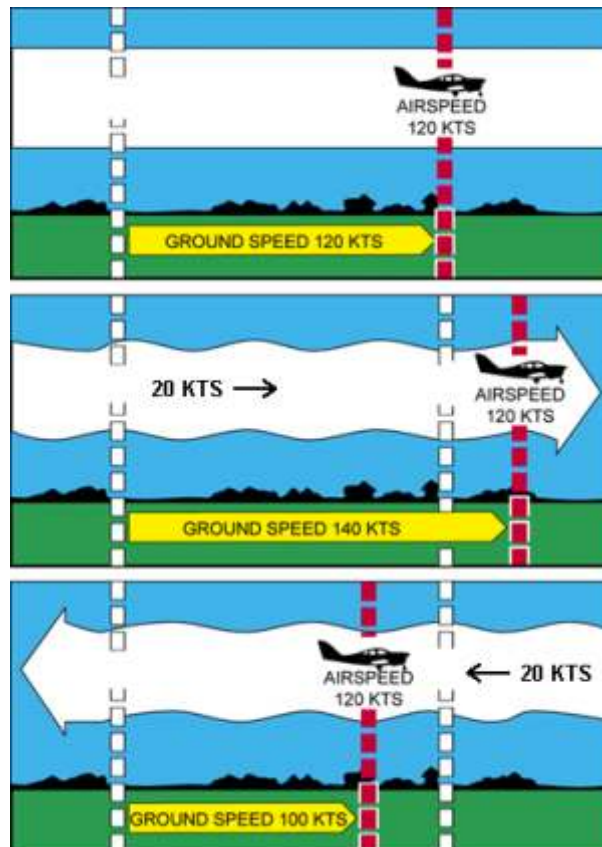 AIRSPEED
120 KTS
GROUND SPEED 120 KTS
20 KTS →
AIRSPEED
120 KTS
GROUND SPEED 140 KTS
AIRSPEED
120 KTS
← 20 KTS
GROUND SPEED 100 KTS